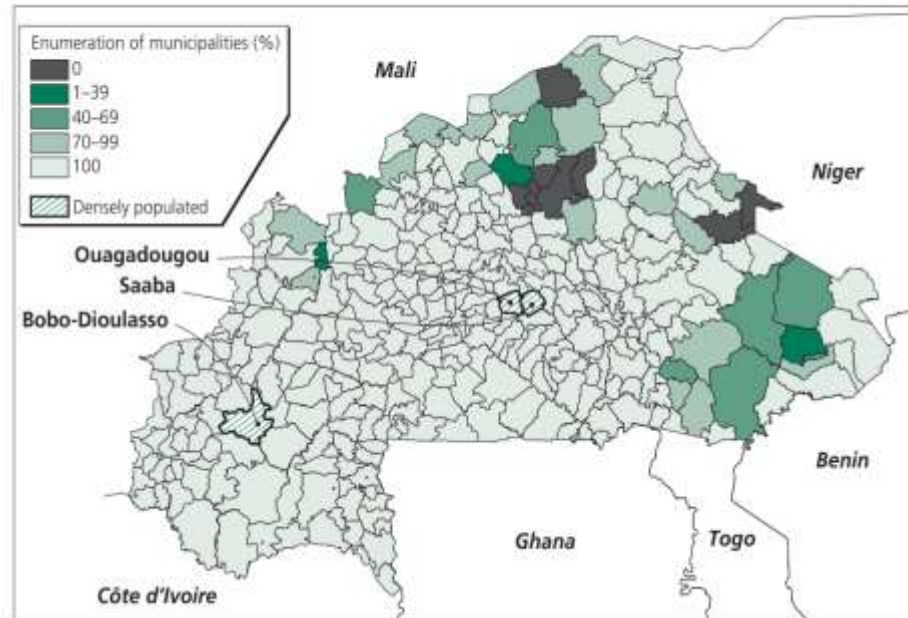 Enumeration of municipalities (%)
0
1–39
40–69
70–99
100
Densely populated
Mali
Niger
Ouagadougou
Saaba
Bobo-Dioulasso
Benin
Togo
Ghana
Côte d'Ivoire